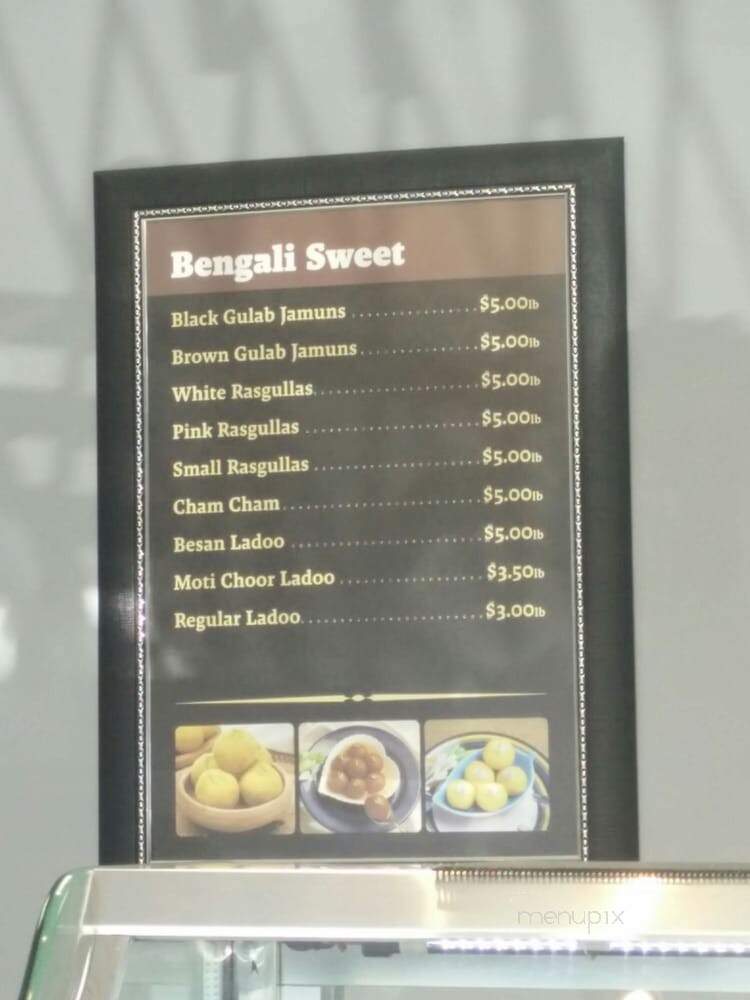 Bengali Sweet
Black Gulab Jamuns ................ $5.00lb
Brown Gulab Jamuns ............... $5.00lb
White Rasgullas ..................... $5.00lb
Pink Rasgullas ....................... $5.00lb
Small Rasgullas ..................... $5.00lb
Cham Cham .......................... $5.00lb
Besan Ladoo ......................... $5.00lb
Moti Choor Ladoo .................. $3.50lb
Regular Ladoo ....................... $3.00lb
menupix